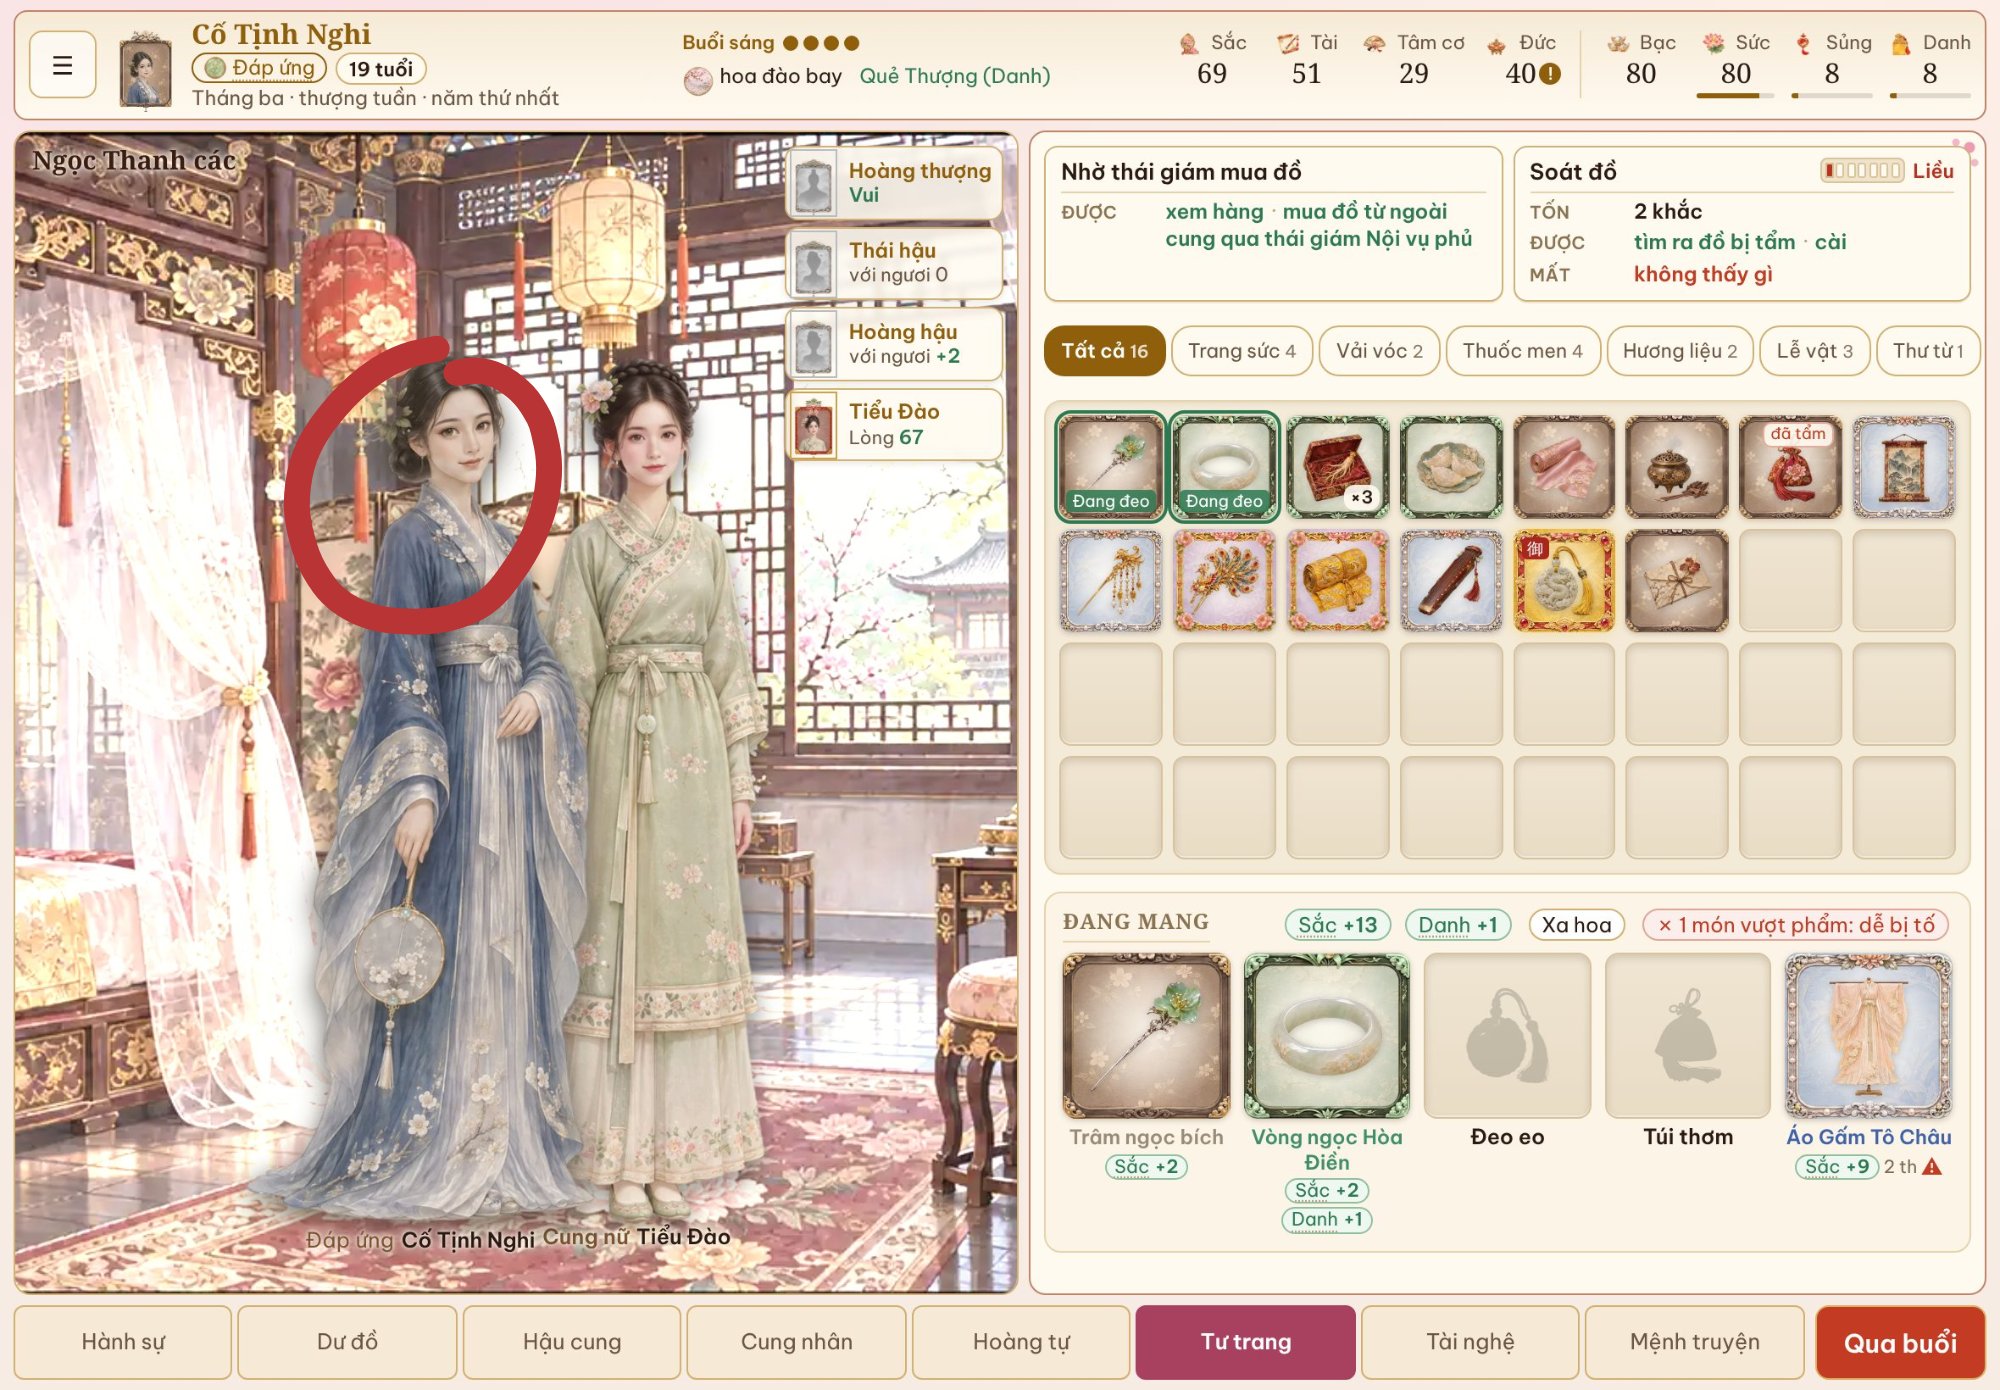 ☰
Cố Tịnh Nghi
Đáp ứng 19 tuổi
Tháng ba · thượng tuần · năm thứ nhất
Buổi sáng
hoa đào bay Quẻ Thượng (Danh)
Sắc 69
Tài 51
Tâm cơ 29
Đức 40 !
Bạc 80
Sức 80
Sủng 8
Danh 8
Ngọc Thanh các
Hoàng thượng
Vui
Thái hậu
với ngươi 0
Hoàng hậu
với ngươi +2
Tiểu Đào
Lòng 67
Đáp ứng Cố Tịnh Nghi
Cung nữ Tiểu Đào
Nhờ thái giám mua đồ
ĐƯỢC xem hàng · mua đồ từ ngoài
cung qua thái giám Nội vụ phủ
Soát đồ Liều
TỐN 2 khắc
ĐƯỢC tìm ra đồ bị tẩm · cài
MẤT không thấy gì
Tất cả 16 Trang sức 4 Vải vóc 2 Thuốc men 4 Hương liệu 2 Lễ vật 3 Thư từ 1
Đang đeo
Đang đeo
×3
đã tẩm
御
ĐANG MANG Sắc +13 Danh +1 Xa hoa × 1 món vượt phẩm: dễ bị tố
Trâm ngọc bích
Sắc +2
Vòng ngọc Hòa
Điền
Sắc +2
Danh +1
Đeo eo
Túi thơm
Áo Gấm Tô Châu
Sắc +9 2 th
Hành sự Dư đồ Hậu cung Cung nhân Hoàng tự Tư trang Tài nghệ Mệnh truyện Qua buổi